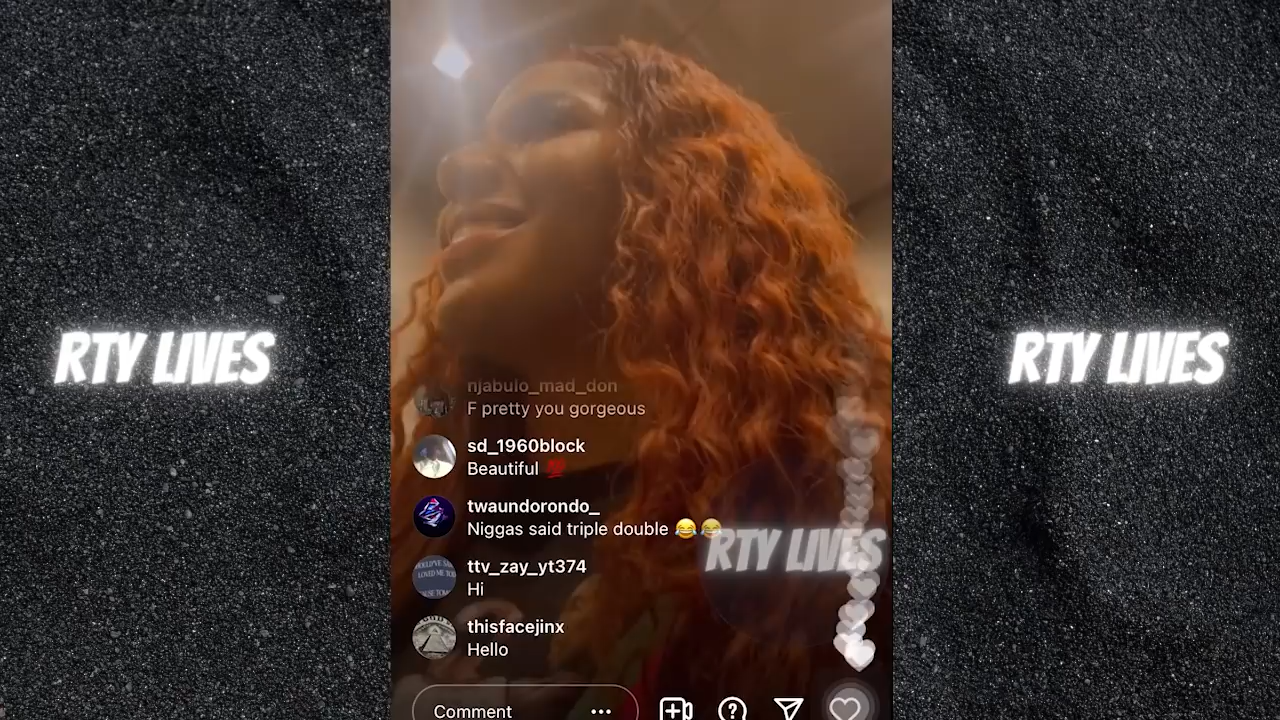 RTY LIVES
njabulo_mad_don
F pretty you gorgeous
sd_1960block
Beautiful 💯
twaundorondo_
Niggas said triple double 😂😂
RTY LIVES
ttv_zay_yt374
Hi
thisfacejinx
Hello
Comment
RTY LIVES